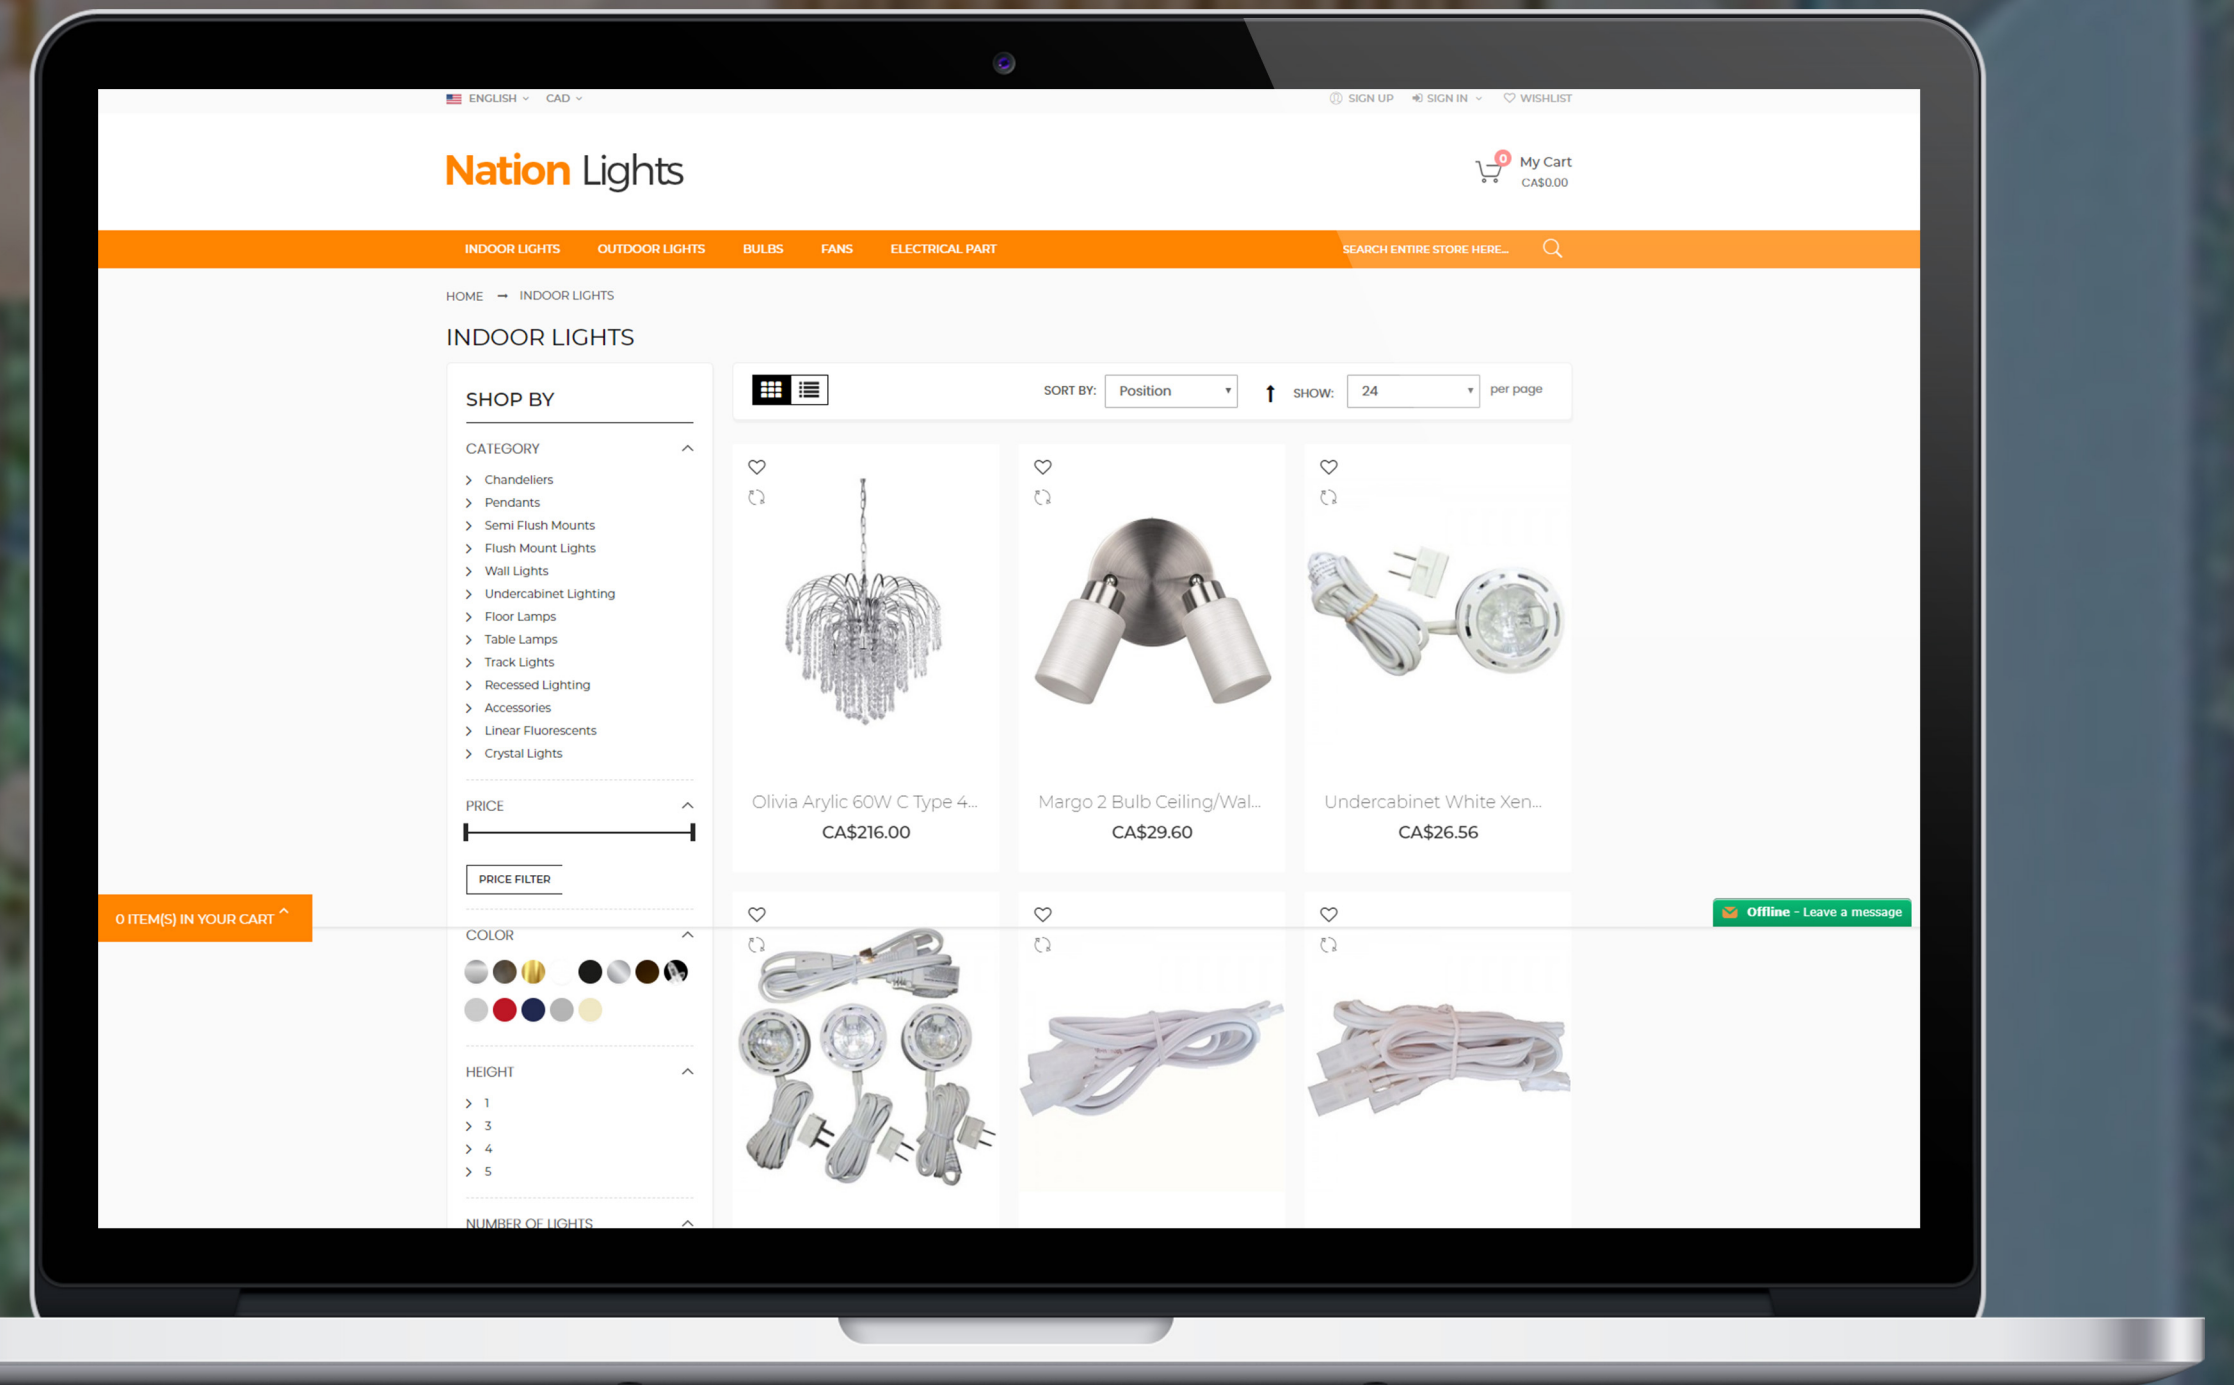 ENGLISH CAD SIGN UP SIGN IN WISHLIST
Nation Lights
0 My Cart
CA$0.00
INDOOR LIGHTS OUTDOOR LIGHTS BULBS FANS ELECTRICAL PART SEARCH ENTIRE STORE HERE...
HOME → INDOOR LIGHTS
INDOOR LIGHTS
SHOP BY
CATEGORY
Chandeliers
Pendants
Semi Flush Mounts
Flush Mount Lights
Wall Lights
Undercabinet Lighting
Floor Lamps
Table Lamps
Track Lights
Recessed Lighting
Accessories
Linear Fluorescents
Crystal Lights
PRICE
PRICE FILTER
COLOR
HEIGHT
1
3
4
5
NUMBER OF LIGHTS
SORT BY: Position SHOW: 24 per page
Olivia Arylic 60W C Type 4...
CA$216.00
Margo 2 Bulb Ceiling/Wal...
CA$29.60
Undercabinet White Xen...
CA$26.56
0 ITEM(S) IN YOUR CART
Offline - Leave a message